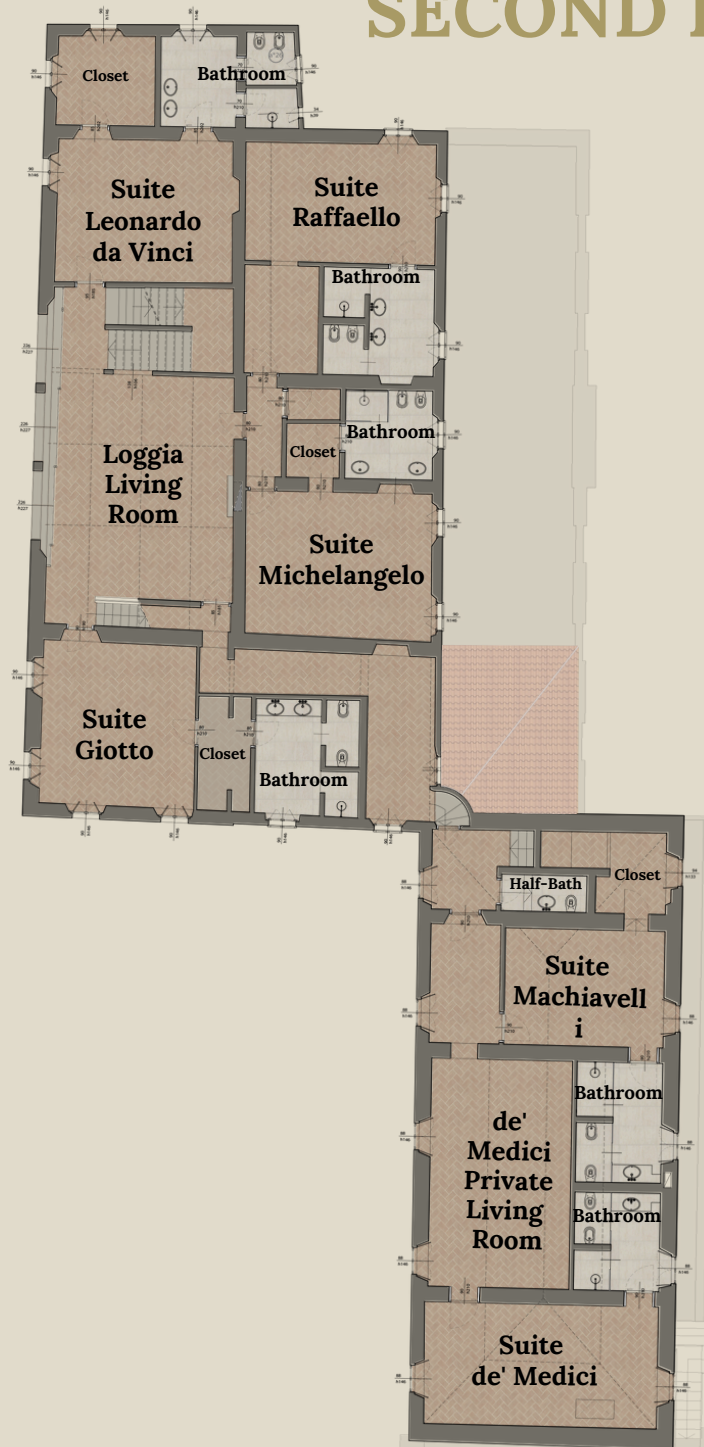 SECOND
Closet
Bathroom
Suite
Leonardo
da Vinci
Suite
Raffaello
Bathroom
Loggia
Living
Room
Closet
Bathroom
Suite
Michelangelo
Suite
Giotto
Closet
Bathroom
Half-Bath
Closet
Suite
Machiavell
i
Bathroom
de'
Medici
Private
Living
Room
Bathroom
Suite
de' Medici